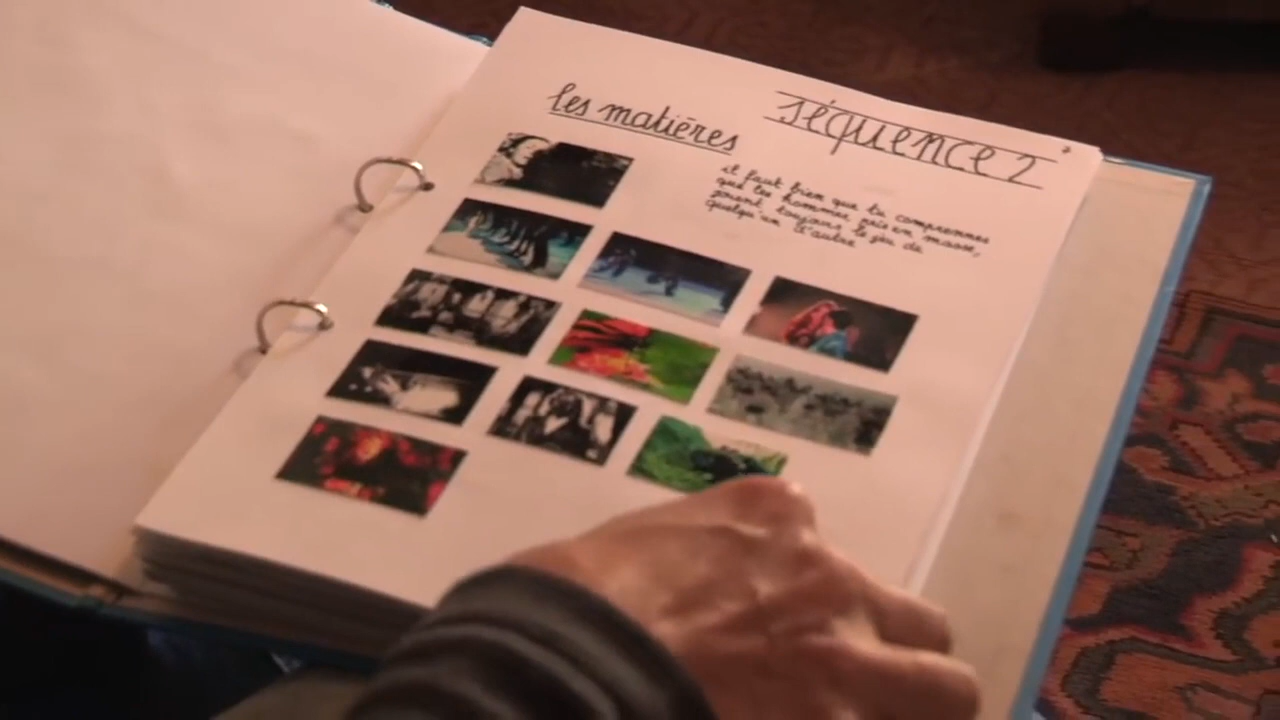 les matières
séquence 2
il faut bien que tu comprennes
que les hommes pris en masse,
jouent toujours le jeu de
quelqu'un d'autre